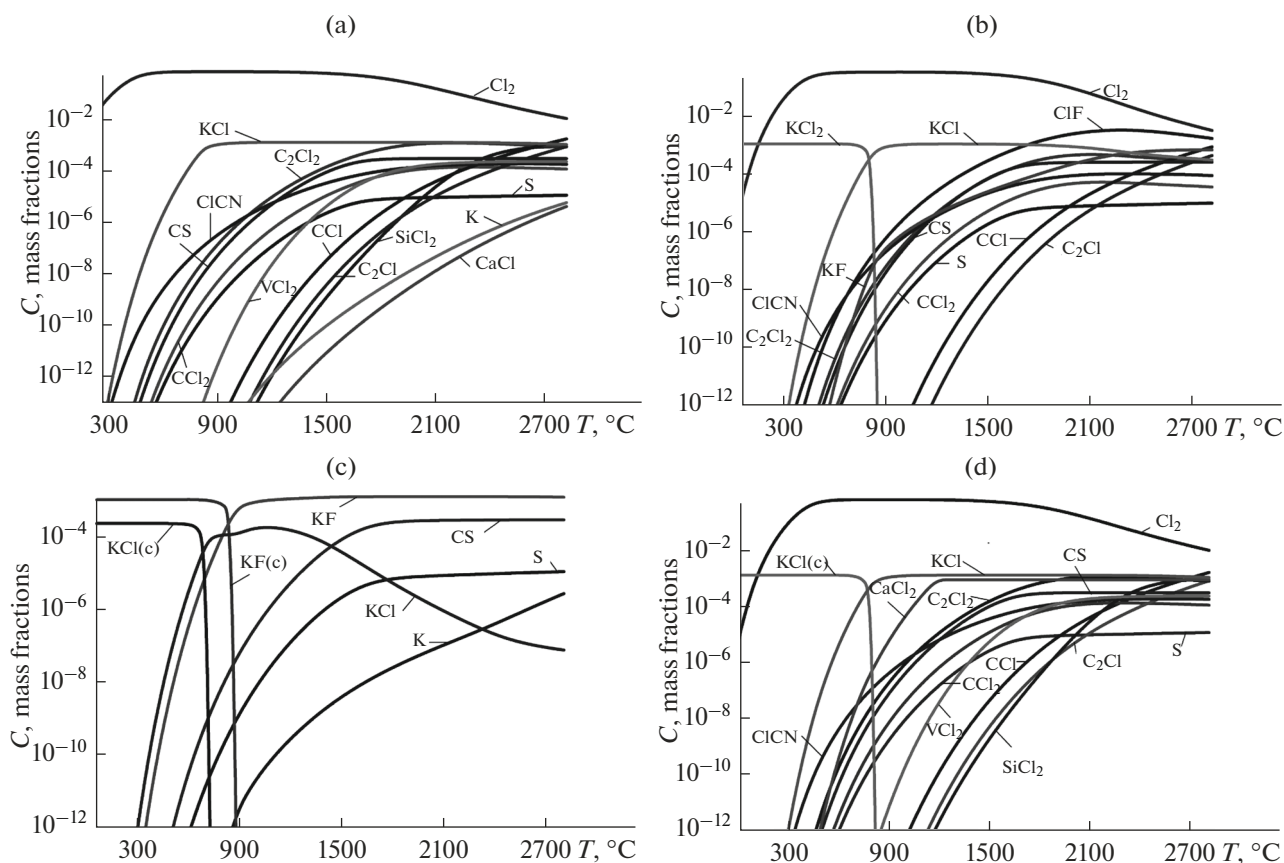 (a)
C, mass fractions
10⁻²
10⁻⁴
10⁻⁶
10⁻⁸
10⁻¹⁰
10⁻¹²
Cl₂
KCl
C₂Cl₂
ClCN
CS
S
CCl
SiCl₂
K
VCl₂
C₂Cl
CaCl
CCl₂
300 900 1500 2100 2700 T, °C
(b)
C, mass fractions
10⁻²
10⁻⁴
10⁻⁶
10⁻⁸
10⁻¹⁰
10⁻¹²
Cl₂
ClF
KCl₂
KCl
CS
CCl
C₂Cl
KF
S
CCl₂
ClCN
C₂Cl₂
300 900 1500 2100 2700 T, °C
(c)
C, mass fractions
10⁻⁴
10⁻⁶
10⁻⁸
10⁻¹⁰
10⁻¹²
KF
KCl(c)
CS
KF(c)
S
KCl
K
300 900 1500 2100 2700 T, °C
(d)
C, mass fractions
10⁻²
10⁻⁴
10⁻⁶
10⁻⁸
10⁻¹⁰
10⁻¹²
Cl₂
KCl(c)
KCl
CS
CaCl₂
C₂Cl₂
CCl
C₂Cl
S
CCl₂
VCl₂
ClCN
SiCl₂
300 900 1500 2100 2700 T, °C